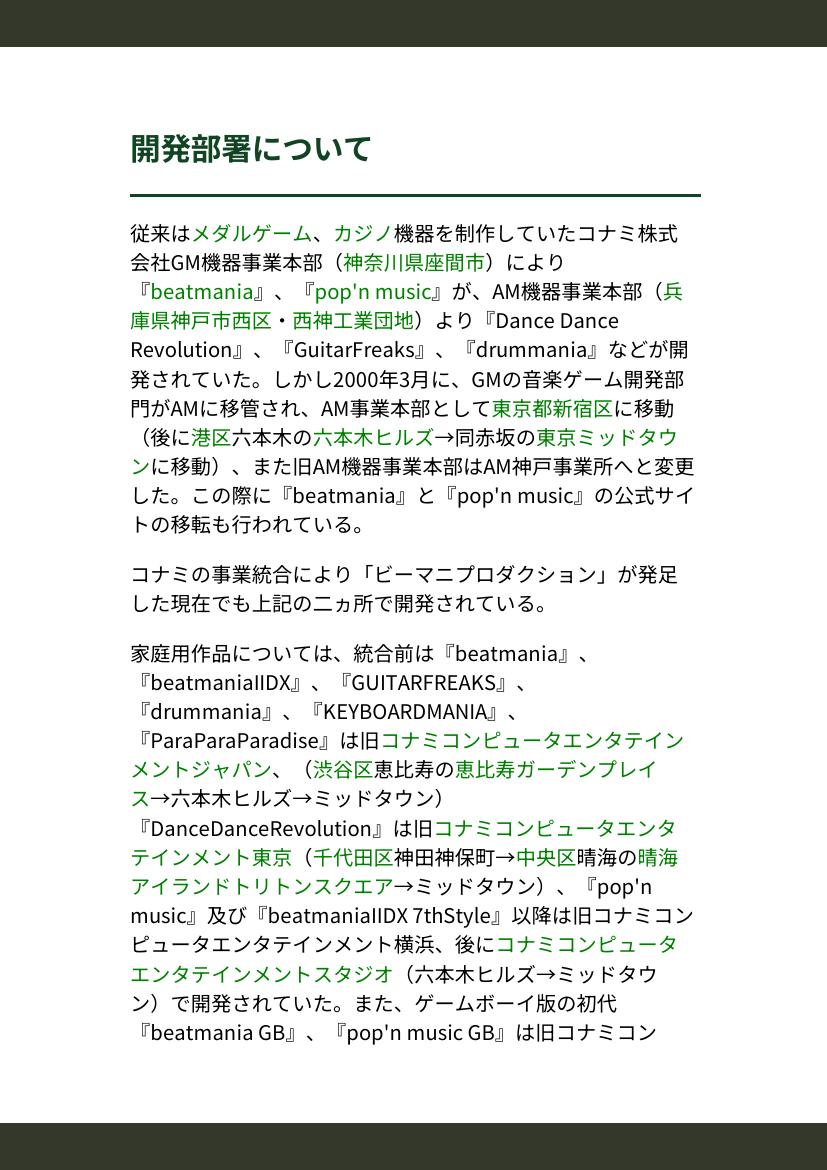 開発部署について
従来はメダルゲーム、カジノ機器を制作していたコナミ株式
会社GM機器事業本部（神奈川県座間市）により
『beatmania』、『pop'n music』が、AM機器事業本部（兵
庫県神戸市西区・西神工業団地）より『Dance Dance
Revolution』、『GuitarFreaks』、『drummania』などが開
発されていた。しかし2000年3月に、GMの音楽ゲーム開発部
門がAMに移管され、AM事業本部として東京都新宿区に移動
（後に港区六本木の六本木ヒルズ→同赤坂の東京ミッドタウ
ンに移動）、また旧AM機器事業本部はAM神戸事業所へと変更
した。この際に『beatmania』と『pop'n music』の公式サイ
トの移転も行われている。
コナミの事業統合により「ビーマニプロダクション」が発足
した現在でも上記の二ヵ所で開発されている。
家庭用作品については、統合前は『beatmania』、
『beatmaniaIIDX』、『GUITARFREAKS』、
『drummania』、『KEYBOARDMANIA』、
『ParaParaParadise』は旧コナミコンピュータエンタテイン
メントジャパン、（渋谷区恵比寿の恵比寿ガーデンプレイ
ス→六本木ヒルズ→ミッドタウン）
『DanceDanceRevolution』は旧コナミコンピュータエンタ
テインメント東京（千代田区神田神保町→中央区晴海の晴海
アイランドトリトンスクエア→ミッドタウン）、『pop'n
music』及び『beatmaniaIIDX 7thStyle』以降は旧コナミコン
ピュータエンタテインメント横浜、後にコナミコンピュータ
エンタテインメントスタジオ（六本木ヒルズ→ミッドタウ
ン）で開発されていた。また、ゲームボーイ版の初代
『beatmania GB』、『pop'n music GB』は旧コナミコン